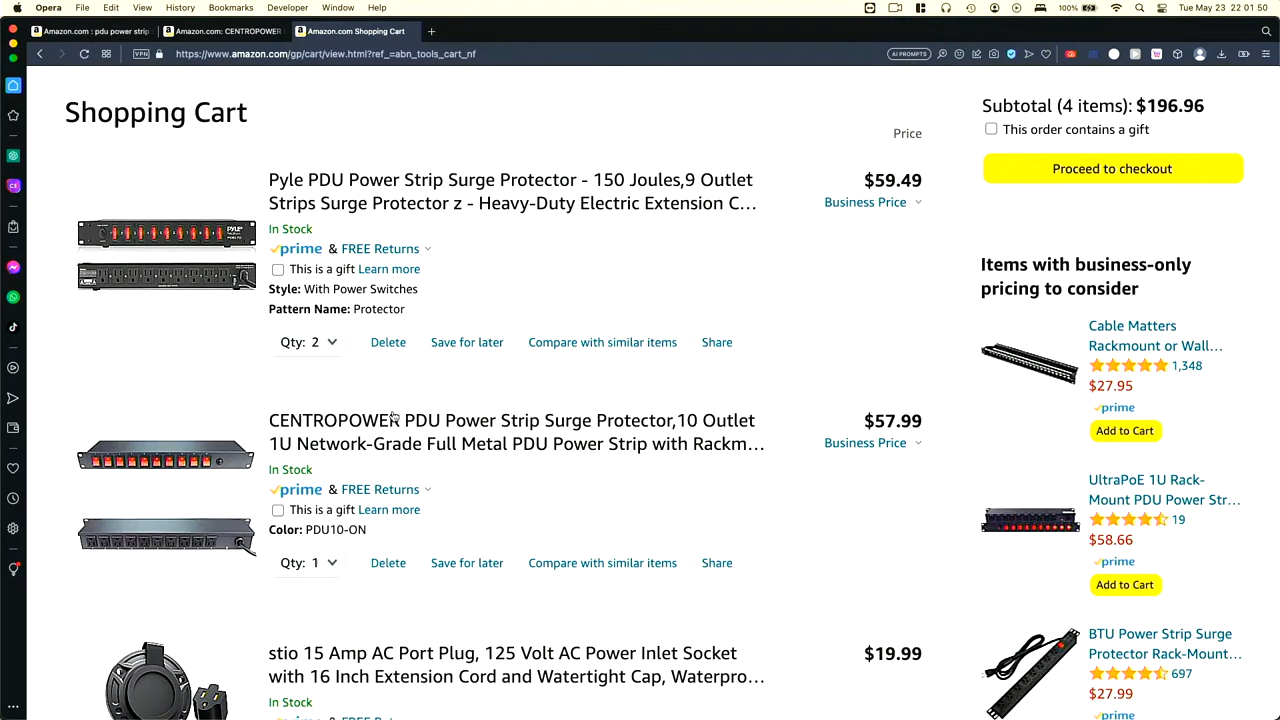 Opera File Edit View History Bookmarks Developer Window Help 100% Tue May 23 22 01 50
Amazon.com : pdu power strip Amazon.com: CENTROPOWER Amazon.com Shopping Cart
VPN https://www.amazon.com/gp/cart/view.html?ref_=abn_tools_cart_nf AI PROMPTS
Shopping Cart
Price
Pyle PDU Power Strip Surge Protector - 150 Joules,9 Outlet
Strips Surge Protector z - Heavy-Duty Electric Extension C…
$59.49
Business Price
In Stock
prime & FREE Returns
This is a gift Learn more
Style: With Power Switches
Pattern Name: Protector
Qty: 2 Delete Save for later Compare with similar items Share
CENTROPOWER PDU Power Strip Surge Protector,10 Outlet
1U Network-Grade Full Metal PDU Power Strip with Rackm…
$57.99
Business Price
In Stock
prime & FREE Returns
This is a gift Learn more
Color: PDU10-ON
Qty: 1 Delete Save for later Compare with similar items Share
stio 15 Amp AC Port Plug, 125 Volt AC Power Inlet Socket
with 16 Inch Extension Cord and Watertight Cap, Waterpro…
$19.99
In Stock
Subtotal (4 items): $196.96
This order contains a gift
Proceed to checkout
Items with business-only
pricing to consider
Cable Matters
Rackmount or Wall…
1,348
$27.95
prime
Add to Cart
UltraPoE 1U Rack-
Mount PDU Power Str…
19
$58.66
prime
Add to Cart
BTU Power Strip Surge
Protector Rack-Mount…
697
$27.99
prime